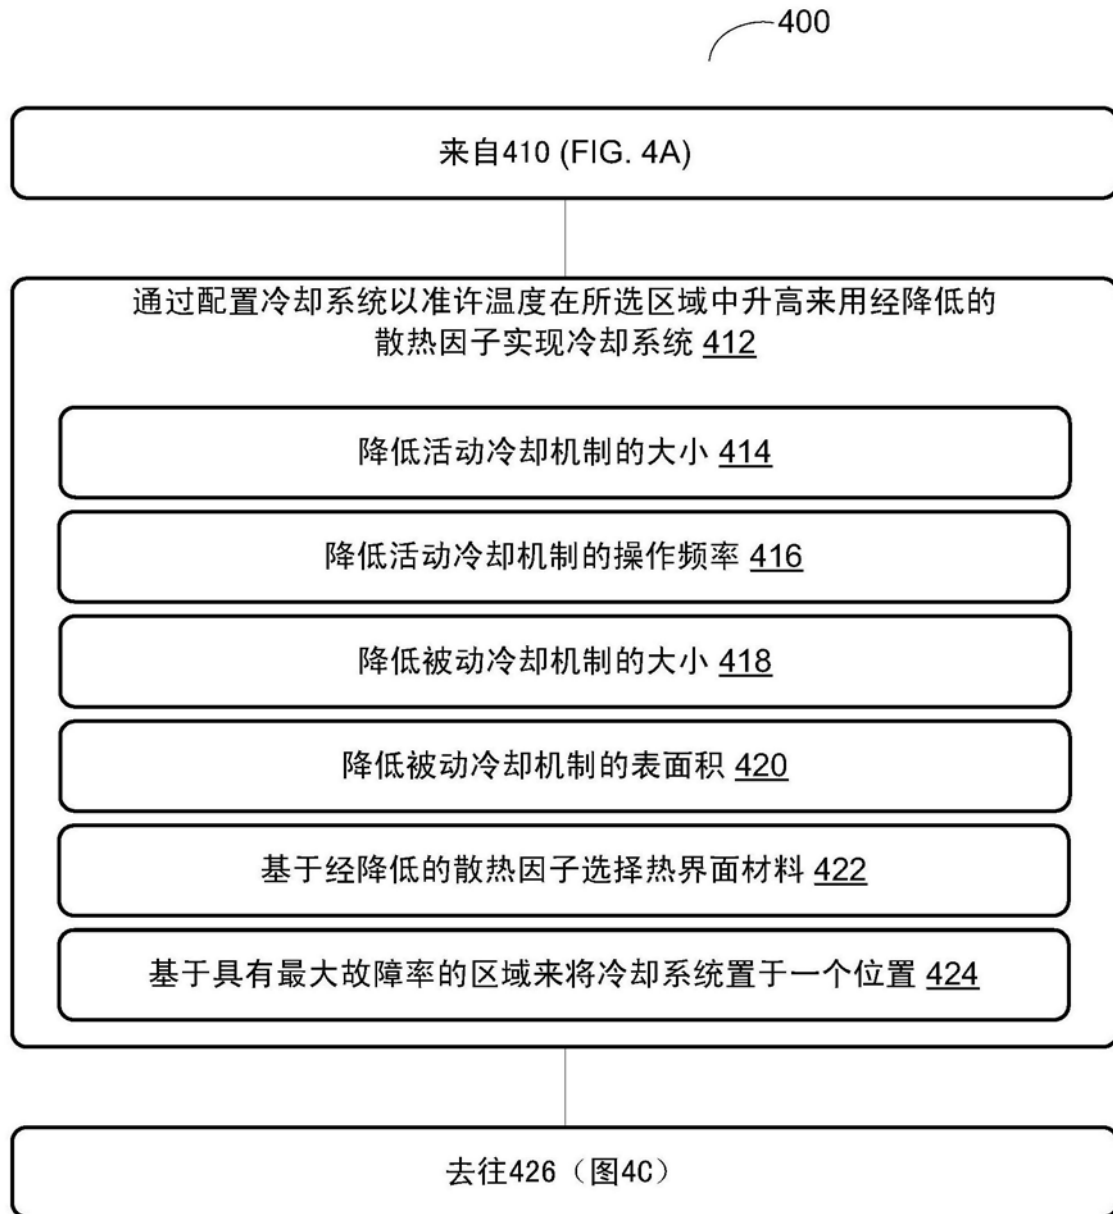 400
来自410 (FIG. 4A)
通过配置冷却系统以准许温度在所选区域中升高来用经降低的
散热因子实现冷却系统 412
降低活动冷却机制的大小 414
降低活动冷却机制的操作频率 416
降低被动冷却机制的大小 418
降低被动冷却机制的表面积 420
基于经降低的散热因子选择热界面材料 422
基于具有最大故障率的区域来将冷却系统置于一个位置 424
去往426（图4C）